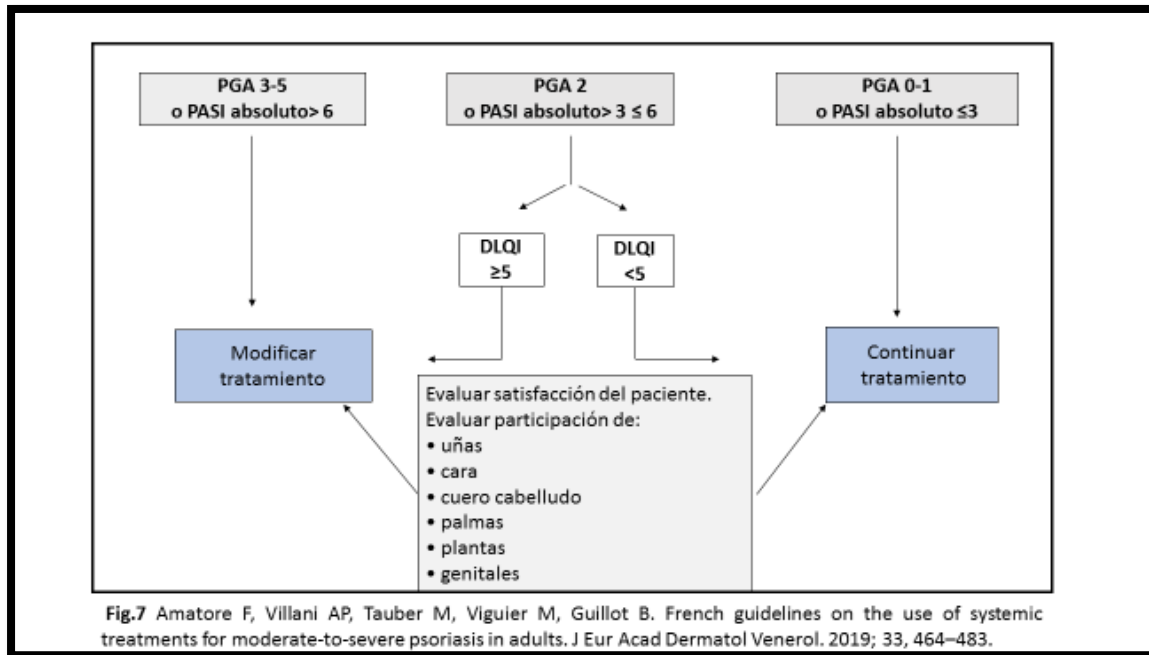 PGA 3-5
o PASI absoluto> 6
PGA 2
o PASI absoluto> 3 ≤ 6
PGA 0-1
o PASI absoluto ≤3
DLQI
≥5
DLQI
<5
Modificar
tratamiento
Continuar
tratamiento
Evaluar satisfacción del paciente.
Evaluar participación de:
• uñas
• cara
• cuero cabelludo
• palmas
• plantas
• genitales
Fig.7 Amatore F, Villani AP, Tauber M, Viguier M, Guillot B. French guidelines on the use of systemic
treatments for moderate-to-severe psoriasis in adults. J Eur Acad Dermatol Venerol. 2019; 33, 464–483.